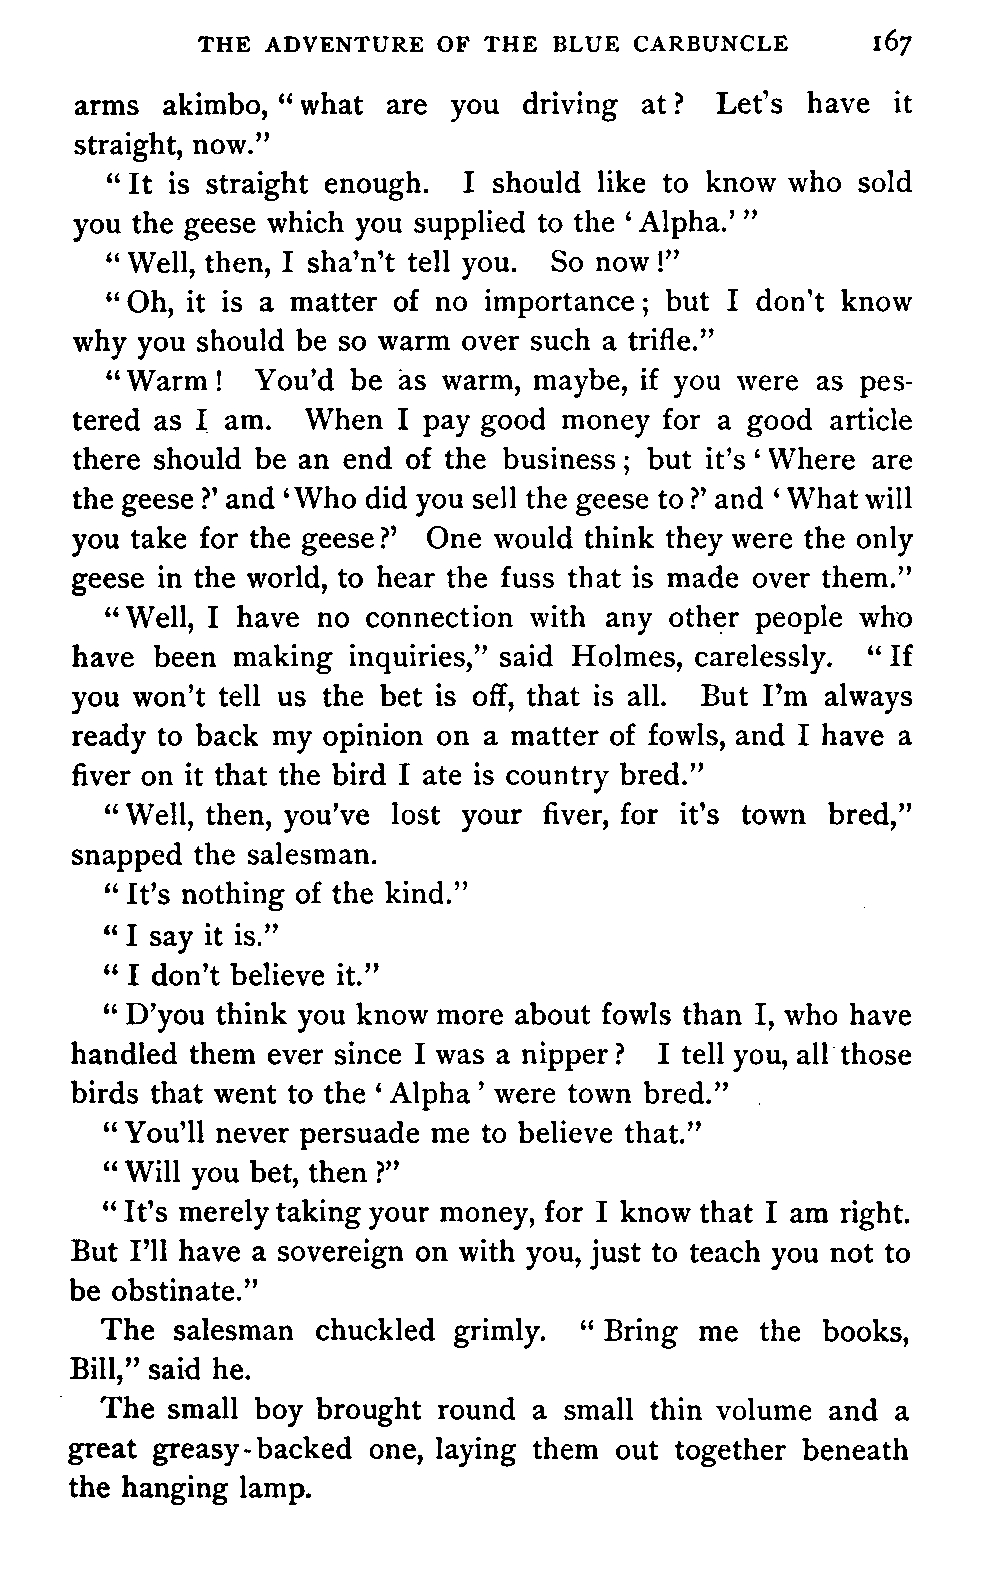 THE ADVENTURE OF THE BLUE CARBUNCLE 167
arms akimbo, “what are you driving at? Let's have it
straight, now.”
“It is straight enough. I should like to know who sold
you the geese which you supplied to the ‘Alpha.’”
“Well, then, I sha'n't tell you. So now!”
“Oh, it is a matter of no importance; but I don't know
why you should be so warm over such a trifle.”
“Warm! You'd be as warm, maybe, if you were as pes-
tered as I am. When I pay good money for a good article
there should be an end of the business; but it's ‘Where are
the geese?’ and ‘Who did you sell the geese to?’ and ‘What will
you take for the geese?’ One would think they were the only
geese in the world, to hear the fuss that is made over them.”
“Well, I have no connection with any other people who
have been making inquiries,” said Holmes, carelessly. “If
you won't tell us the bet is off, that is all. But I'm always
ready to back my opinion on a matter of fowls, and I have a
fiver on it that the bird I ate is country bred.”
“Well, then, you've lost your fiver, for it's town bred,”
snapped the salesman.
“It's nothing of the kind.”
“I say it is.”
“I don't believe it.”
“D'you think you know more about fowls than I, who have
handled them ever since I was a nipper? I tell you, all those
birds that went to the ‘Alpha’ were town bred.”
“You'll never persuade me to believe that.”
“Will you bet, then?”
“It's merely taking your money, for I know that I am right.
But I'll have a sovereign on with you, just to teach you not to
be obstinate.”
The salesman chuckled grimly. “Bring me the books,
Bill,” said he.
The small boy brought round a small thin volume and a
great greasy-backed one, laying them out together beneath
the hanging lamp.